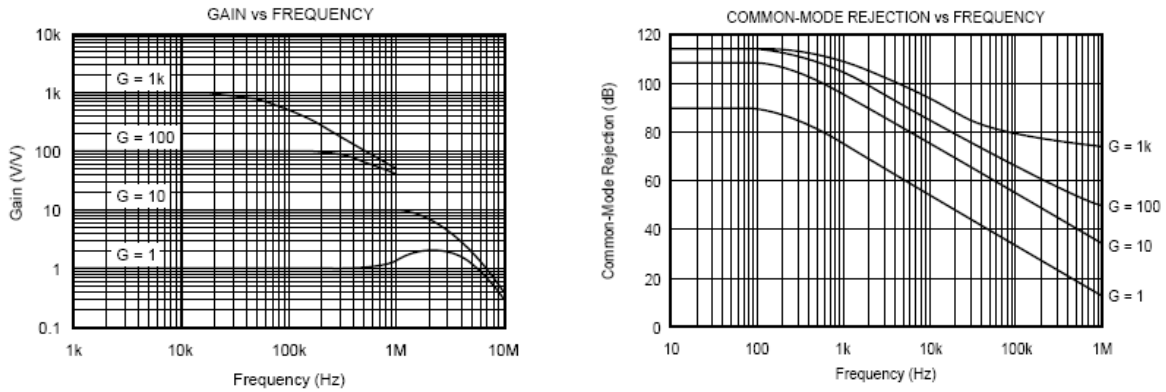 GAIN vs FREQUENCY
10k
1k
100
10
1
0.1
Gain (V/V)
G = 1k
G = 100
G = 10
G = 1
1k
10k
100k
1M
10M
Frequency (Hz)
COMMON-MODE REJECTION vs FREQUENCY
120
100
80
60
40
20
0
Common-Mode Rejection (dB)
G = 1k
G = 100
G = 10
G = 1
10
100
1k
10k
100k
1M
Frequency (Hz)